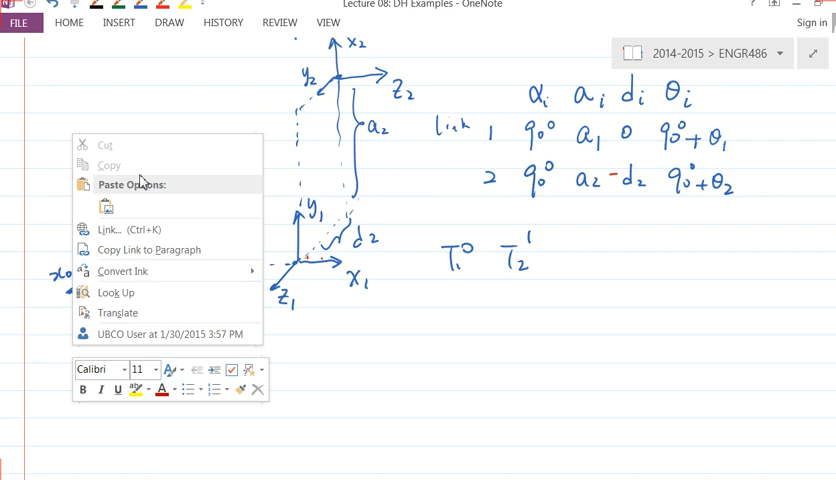 Lecture 08: DH Examples - OneNote
FILE HOME INSERT DRAW HISTORY REVIEW VIEW Sign in
2014-2015 > ENGR486
x2
y2
z2
a2
y1
d2
x1
z1
x0
αi ai di θi
link 1 90° a1 0 90°+θ1
2 90° a2 -d2 90°+θ2
T1⁰ T2¹
Cut
Copy
Paste Options:
Link... (Ctrl+K)
Copy Link to Paragraph
Convert Ink
Look Up
Translate
UBCO User at 1/30/2015 3:57 PM
Calibri 11 A A
B I U aby A